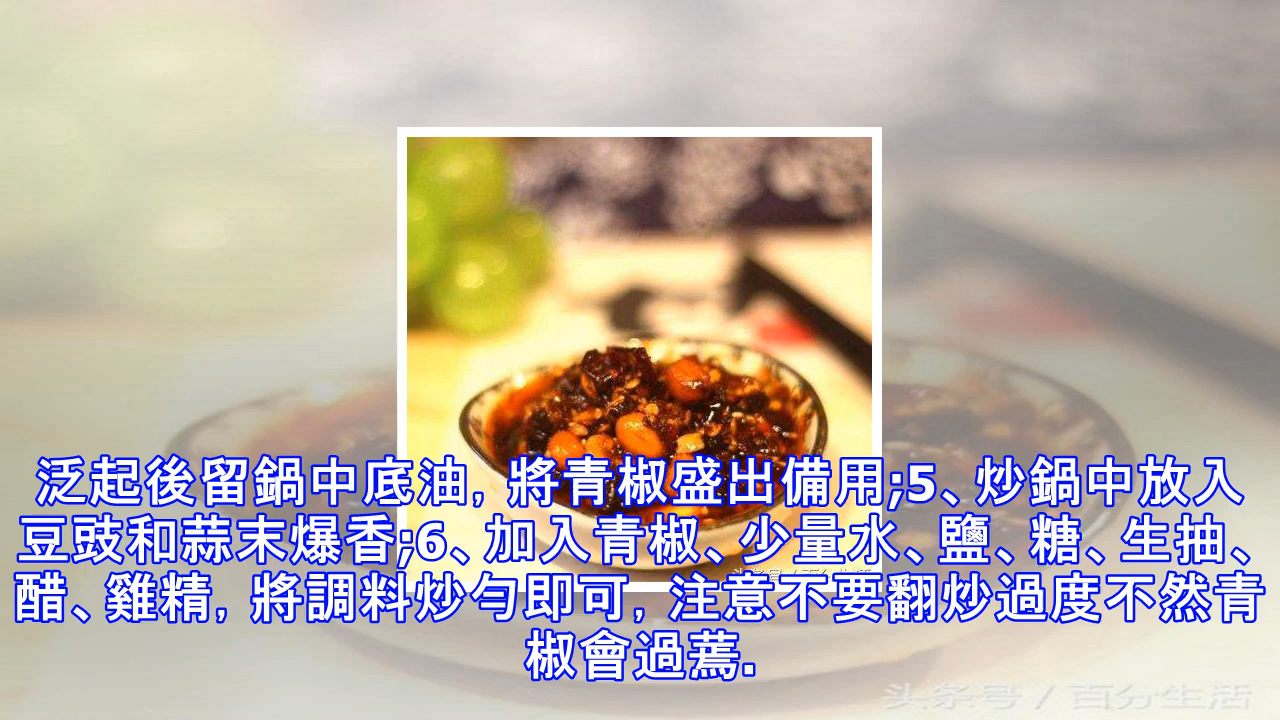 泛起後留鍋中底油, 將青椒盛出備用;5、炒鍋中放入
豆豉和蒜末爆香;6、加入青椒、少量水、鹽、糖、生抽、
醋、雞精, 將調料炒勻即可, 注意不要翻炒過度不然青
椒會過蔫.
头条号 / 百分生活